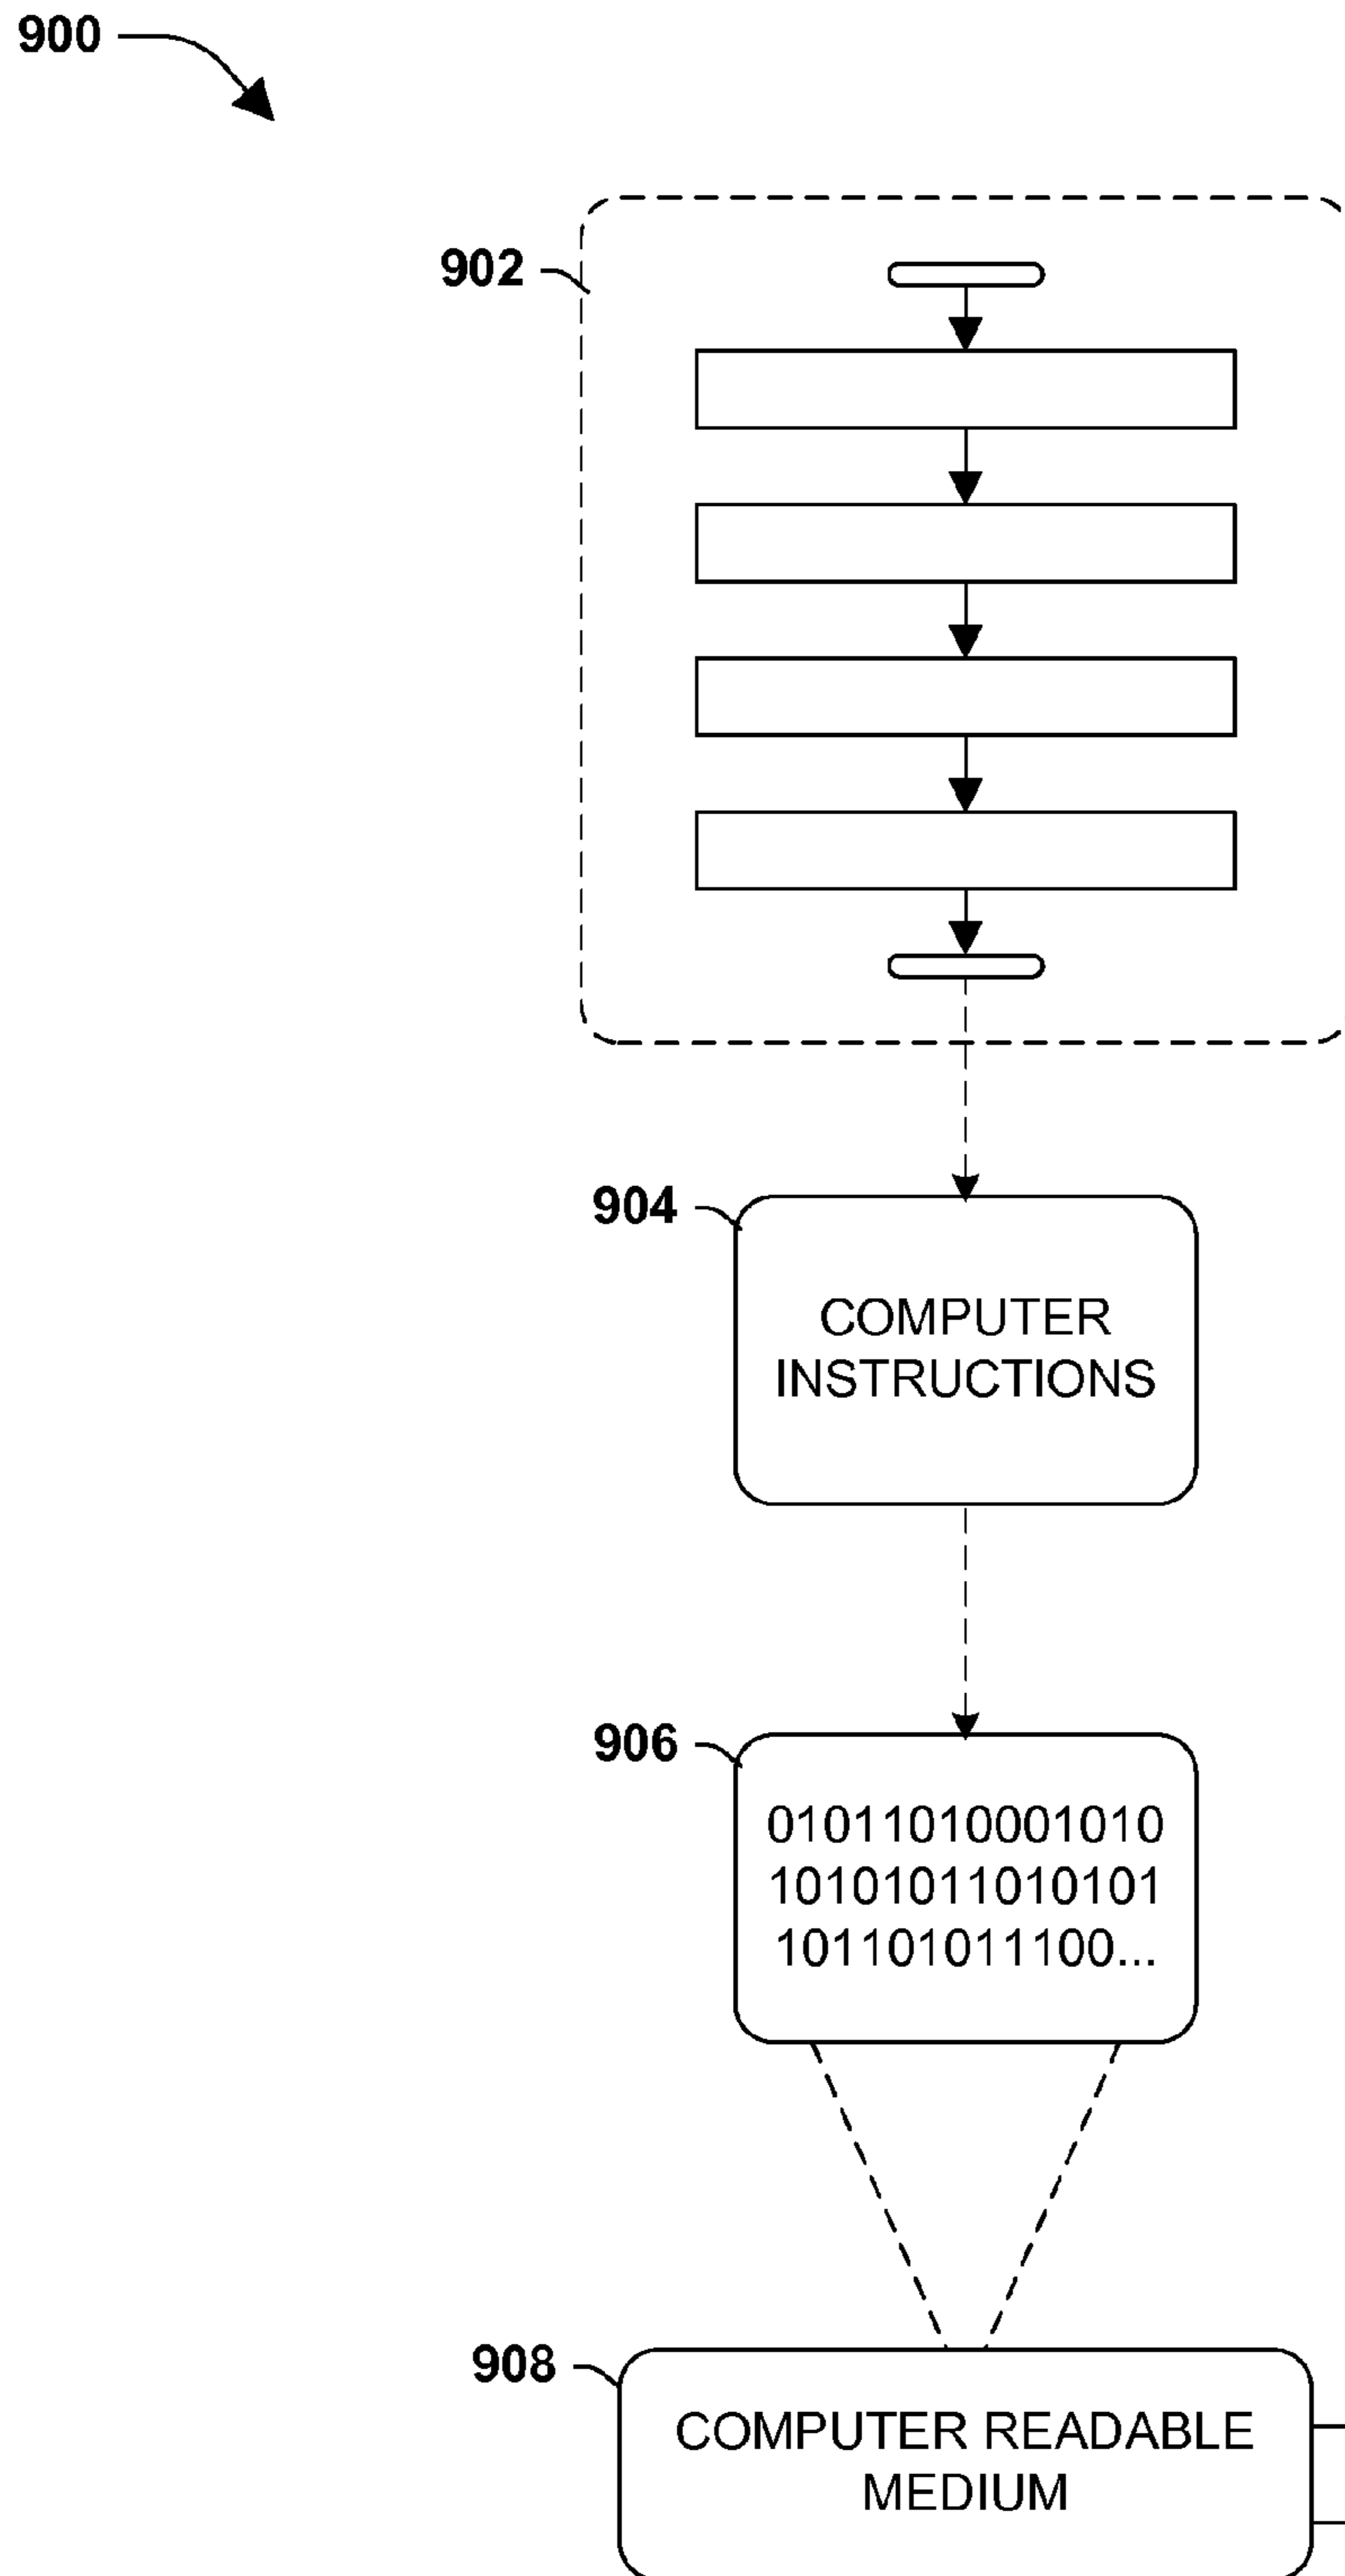 900
902
904
COMPUTER
INSTRUCTIONS
906
01011010001010
10101011010101
101101011100...
908
COMPUTER READABLE
MEDIUM